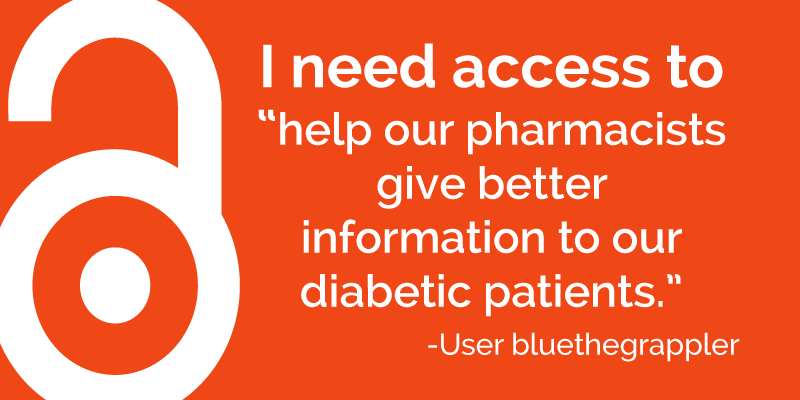 I need access to
“help our pharmacists
give better
information to our
diabetic patients.”
-User bluethegrappler